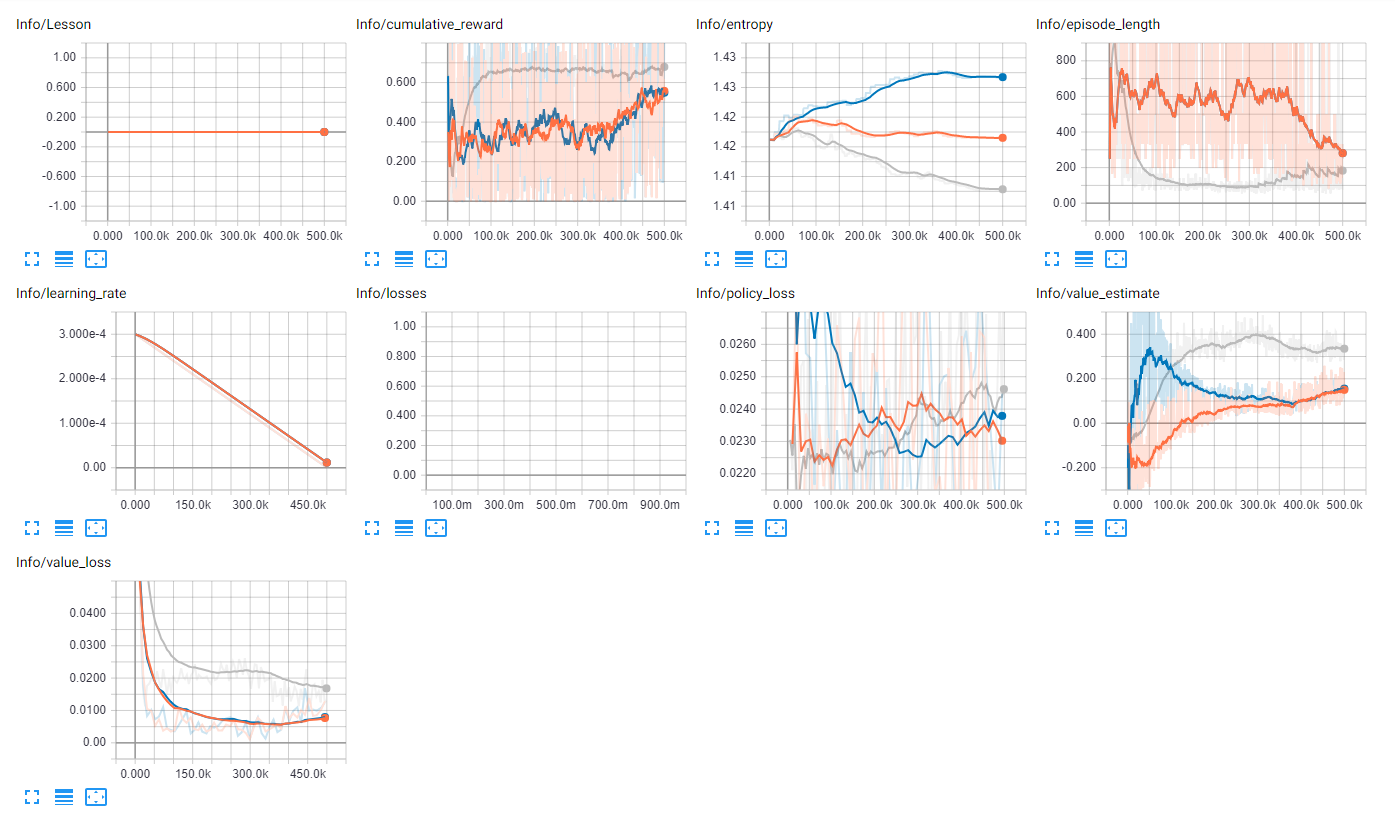 Info/Lesson
1.00
0.600
0.200
-0.200
-0.600
-1.00
0.000 100.0k 200.0k 300.0k 400.0k 500.0k
Info/cumulative_reward
0.600
0.400
0.200
0.00
0.000 100.0k 200.0k 300.0k 400.0k 500.0k
Info/entropy
1.43
1.43
1.42
1.42
1.41
1.41
0.000 100.0k 200.0k 300.0k 400.0k 500.0k
Info/episode_length
800
600
400
200
0.00
0.000 100.0k 200.0k 300.0k 400.0k 500.0k
Info/learning_rate
3.000e-4
2.000e-4
1.000e-4
0.00
0.000 150.0k 300.0k 450.0k
Info/losses
1.00
0.800
0.600
0.400
0.200
0.00
100.0m 300.0m 500.0m 700.0m 900.0m
Info/policy_loss
0.0260
0.0250
0.0240
0.0230
0.0220
0.000 100.0k 200.0k 300.0k 400.0k 500.0k
Info/value_estimate
0.400
0.200
0.00
-0.200
0.000 100.0k 200.0k 300.0k 400.0k 500.0k
Info/value_loss
0.0400
0.0300
0.0200
0.0100
0.00
0.000 150.0k 300.0k 450.0k